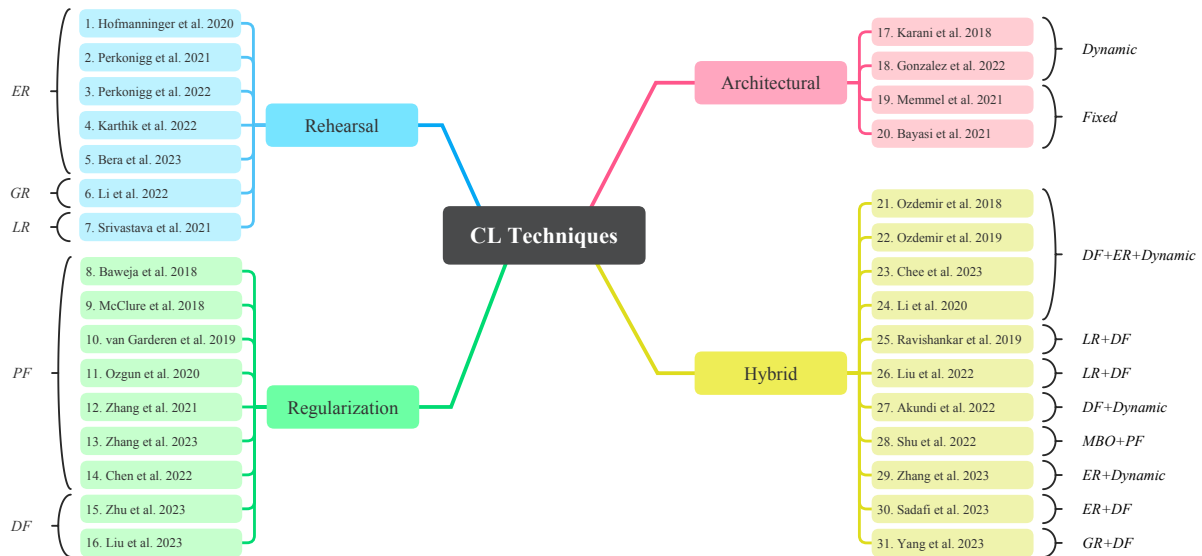 CL Techniques
Rehearsal
ER
1. Hofmanninger et al. 2020
2. Perkonigg et al. 2021
3. Perkonigg et al. 2022
4. Karthik et al. 2022
5. Bera et al. 2023
GR
6. Li et al. 2022
LR
7. Srivastava et al. 2021
Regularization
PF
8. Baweja et al. 2018
9. McClure et al. 2018
10. van Garderen et al. 2019
11. Ozgun et al. 2020
12. Zhang et al. 2021
13. Zhang et al. 2023
14. Chen et al. 2022
DF
15. Zhu et al. 2023
16. Liu et al. 2023
Architectural
17. Karani et al. 2018
18. Gonzalez et al. 2022
Dynamic
19. Memmel et al. 2021
20. Bayasi et al. 2021
Fixed
Hybrid
21. Ozdemir et al. 2018
22. Ozdemir et al. 2019
23. Chee et al. 2023
24. Li et al. 2020
DF+ER+Dynamic
25. Ravishankar et al. 2019
LR+DF
26. Liu et al. 2022
LR+DF
27. Akundi et al. 2022
DF+Dynamic
28. Shu et al. 2022
MBO+PF
29. Zhang et al. 2023
ER+Dynamic
30. Sadafi et al. 2023
ER+DF
31. Yang et al. 2023
GR+DF